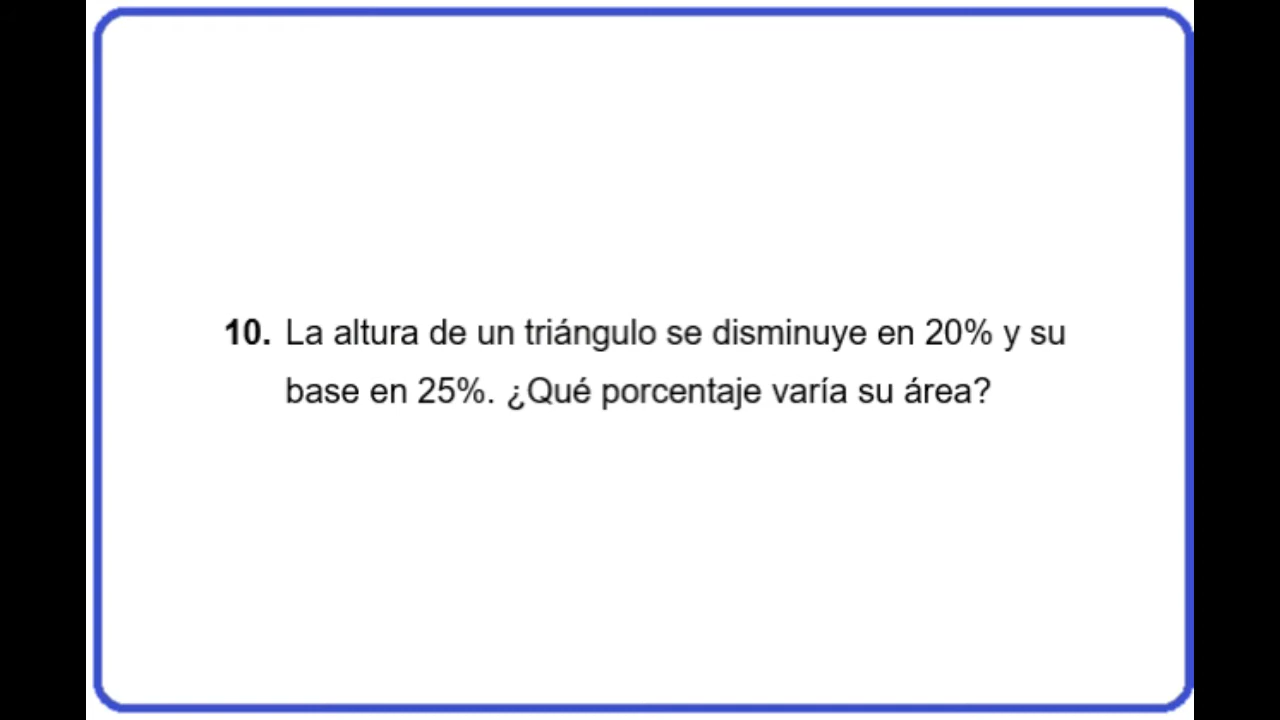 10. La altura de un triángulo se disminuye en 20% y su
base en 25%. ¿Qué porcentaje varía su área?